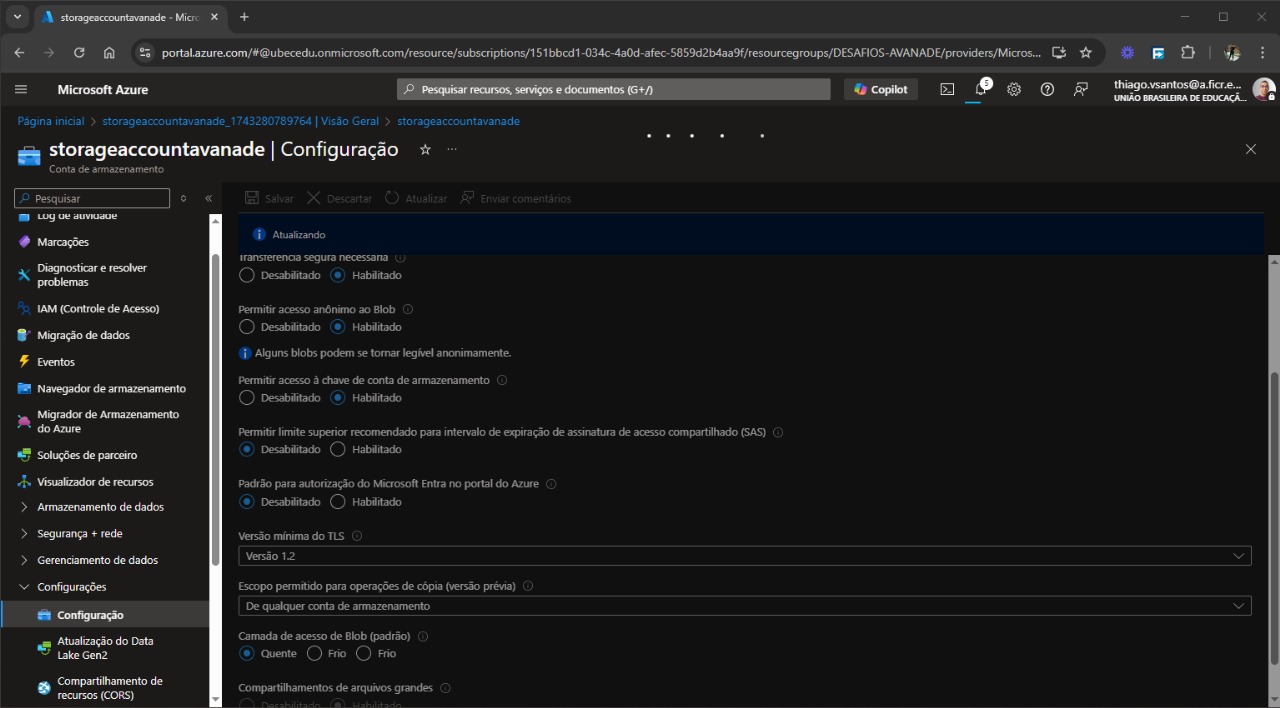 storageaccountavanade - Micro
portal.azure.com/#@ubecedu.onmicrosoft.com/resource/subscriptions/151bbcd1-034c-4a0d-afec-5859d2b4aa9f/resourcegroups/DESAFIOS-AVANADE/providers/Micros...
Microsoft Azure
Pesquisar recursos, serviços e documentos (G+/)
Copilot
5
thiago.vsantos@a.ficr.e...
UNIÃO BRASILEIRA DE EDUCAÇÃ...
Página inicial > storageaccountavanade_1743280789764 | Visão Geral > storageaccountavanade
storageaccountavanade | Configuração
Conta de armazenamento
Pesquisar
Salvar Descartar Atualizar Enviar comentários
Log de atividade
Marcações
Diagnosticar e resolver
problemas
IAM (Controle de Acesso)
Migração de dados
Eventos
Navegador de armazenamento
Migrador de Armazenamento
do Azure
Soluções de parceiro
Visualizador de recursos
Armazenamento de dados
Segurança + rede
Gerenciamento de dados
Configurações
Configuração
Atualização do Data
Lake Gen2
Compartilhamento de
recursos (CORS)
Atualizando
Transferência segura necessária
Desabilitado Habilitado
Permitir acesso anônimo ao Blob
Desabilitado Habilitado
Alguns blobs podem se tornar legível anonimamente.
Permitir acesso à chave de conta de armazenamento
Desabilitado Habilitado
Permitir limite superior recomendado para intervalo de expiração de assinatura de acesso compartilhado (SAS)
Desabilitado Habilitado
Padrão para autorização do Microsoft Entra no portal do Azure
Desabilitado Habilitado
Versão mínima do TLS
Versão 1.2
Escopo permitido para operações de cópia (versão prévia)
De qualquer conta de armazenamento
Camada de acesso de Blob (padrão)
Quente Frio Frio
Compartilhamentos de arquivos grandes
Desabilitado Habilitado